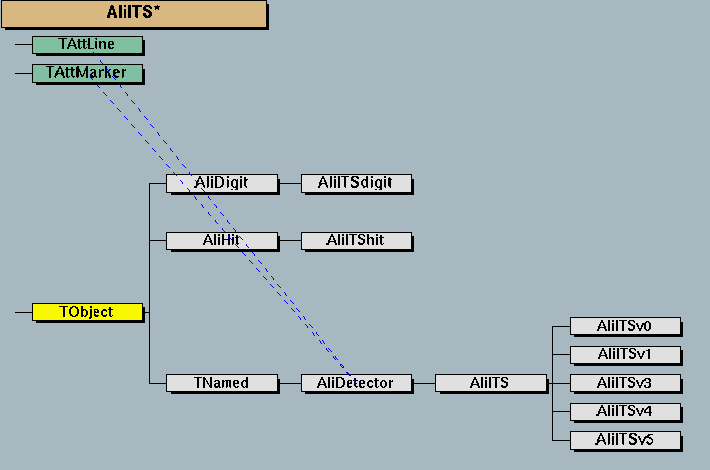 AliITS*
TAttLine
TAttMarker
AliDigit AliITSdigit
AliHit AliITShit
TObject
AliITSv0
AliITSv1
TNamed AliDetector AliITS AliITSv3
AliITSv4
AliITSv5